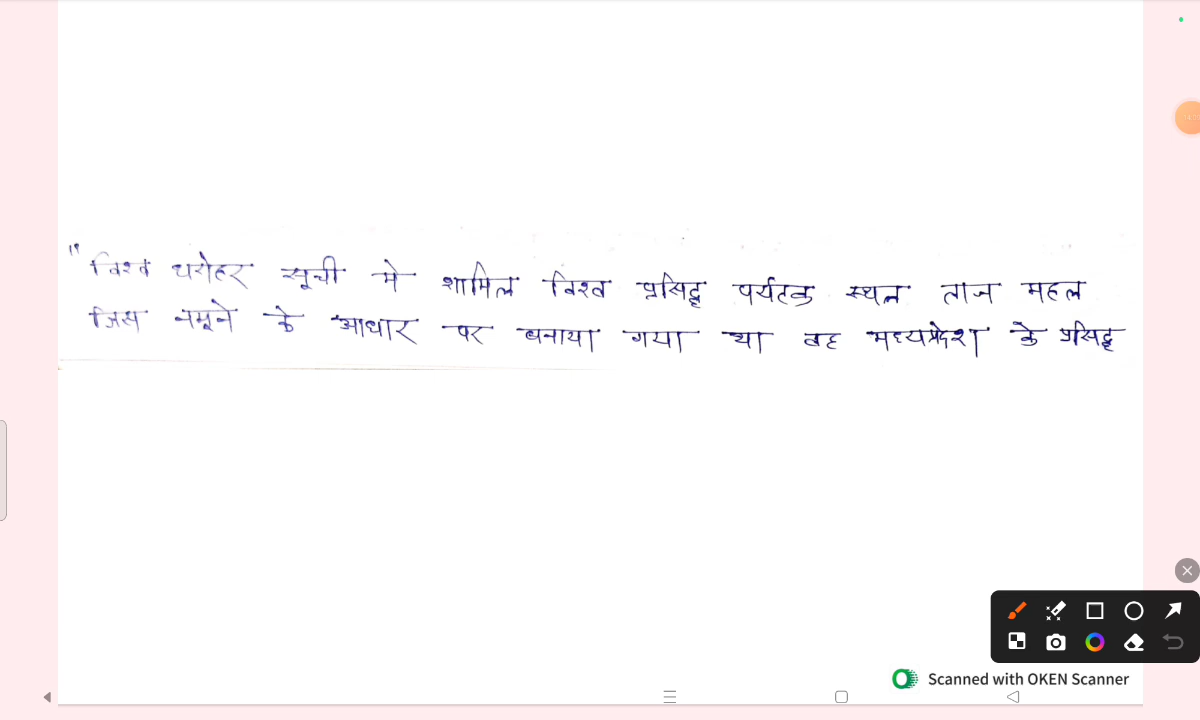 "विश्व धरोहर सूची मे शामिल विश्व प्रसिद्ध पर्यटक स्थल ताज महल
जिस नमूने के आधार पर बनाया गया था वह मध्यप्रदेश के प्रसिद्ध
Scanned with OKEN Scanner